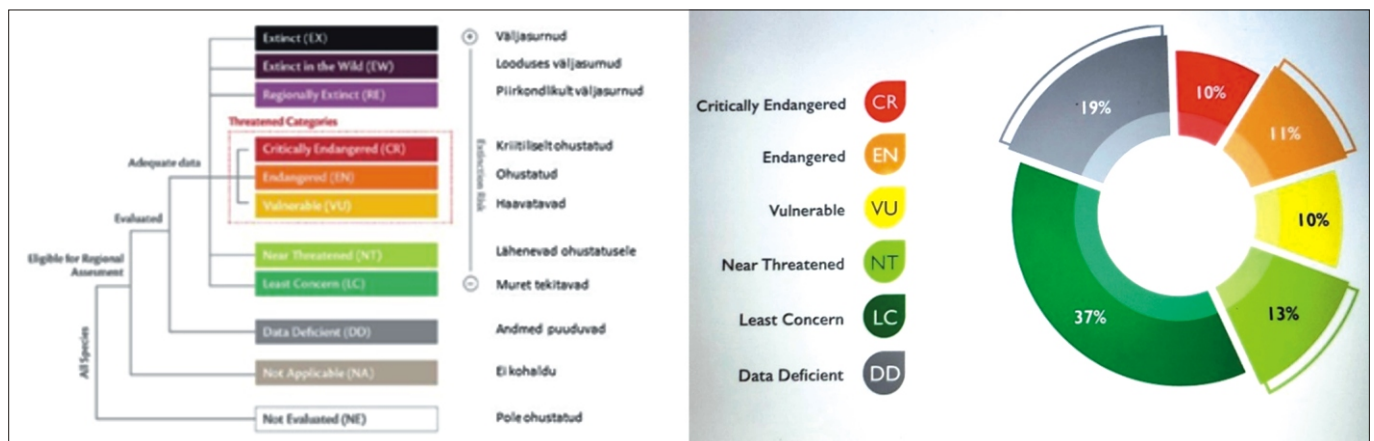 Extinct (EX)
Väljasurnud
Extinct in the Wild (EW)
Looduses väljasurnud
Regionally Extinct (RE)
Piirkondlikult väljasurnud
Threatened Categories
Critically Endangered (CR)
Kriitiliselt ohustatud
Adequate data
Endangered (EN)
Ohustatud
Extinction Risk
Vulnerable (VU)
Haavatavad
Evaluated
Near Threatened (NT)
Lähenevad ohustatusele
Eligible for Regional
Assesment
Least Concern (LC)
Muret tekitavad
Data Deficient (DD)
Andmed puuduvad
All Species
Not Applicable (NA)
Ei kohaldu
Not Evaluated (NE)
Pole ohustatud
Critically Endangered CR
Endangered EN
Vulnerable VU
Near Threatened NT
Least Concern LC
Data Deficient DD
10%
11%
10%
13%
37%
19%